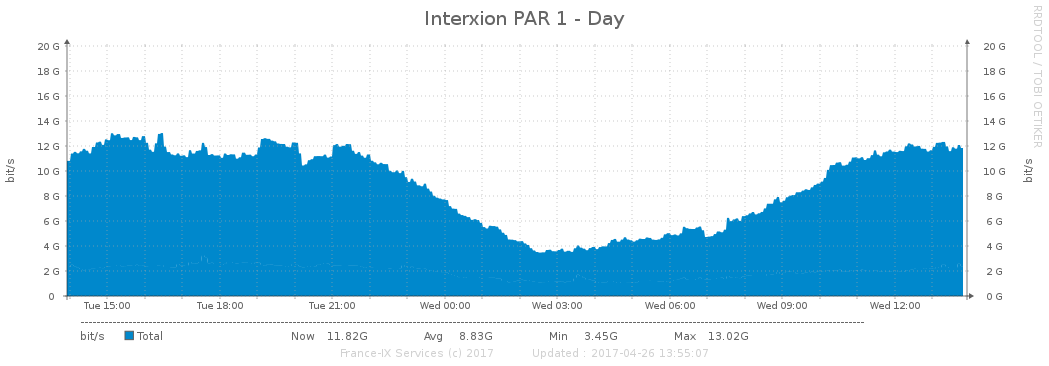 Interxion PAR 1 - Day
RRDTOOL / TOBI OETIKER
bit/s
bit/s
20 G 20 G
18 G 18 G
16 G 16 G
14 G 14 G
12 G 12 G
10 G 10 G
8 G 8 G
6 G 6 G
4 G 4 G
2 G 2 G
0 0 G
Tue 15:00 Tue 18:00 Tue 21:00 Wed 00:00 Wed 03:00 Wed 06:00 Wed 09:00 Wed 12:00
bit/s Total Now 11.82G Avg 8.83G Min 3.45G Max 13.02G
France-IX Services (c) 2017 Updated : 2017-04-26 13:55:07